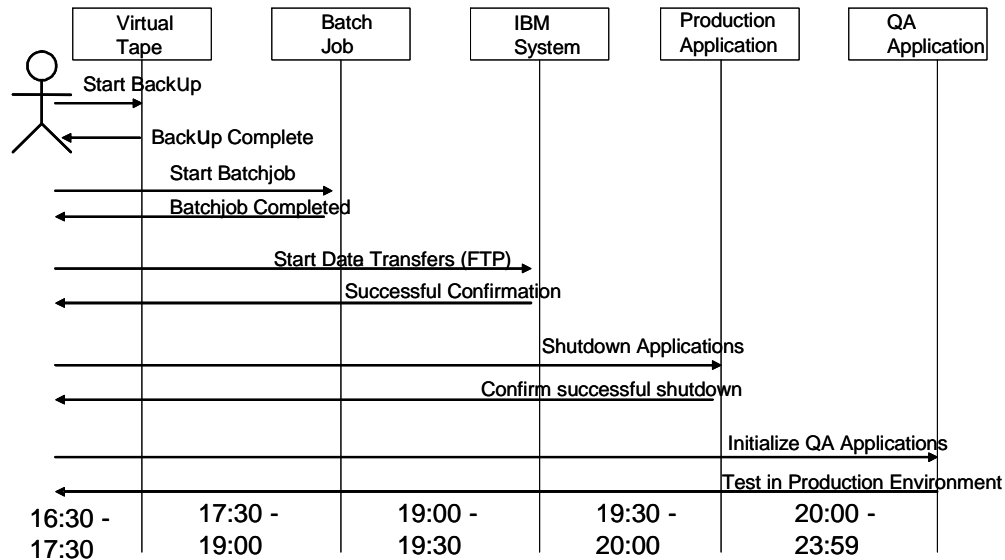 Virtual
Tape
Batch
Job
IBM
System
Production
Application
QA
Application
Start BackUp
BackUp Complete
Start Batchjob
Batchjob Completed
Start Date Transfers (FTP)
Successful Confirmation
Shutdown Applications
Confirm successful shutdown
Initialize QA Applications
Test in Production Environment
16:30 -
17:30
17:30 -
19:00
19:00 -
19:30
19:30 -
20:00
20:00 -
23:59